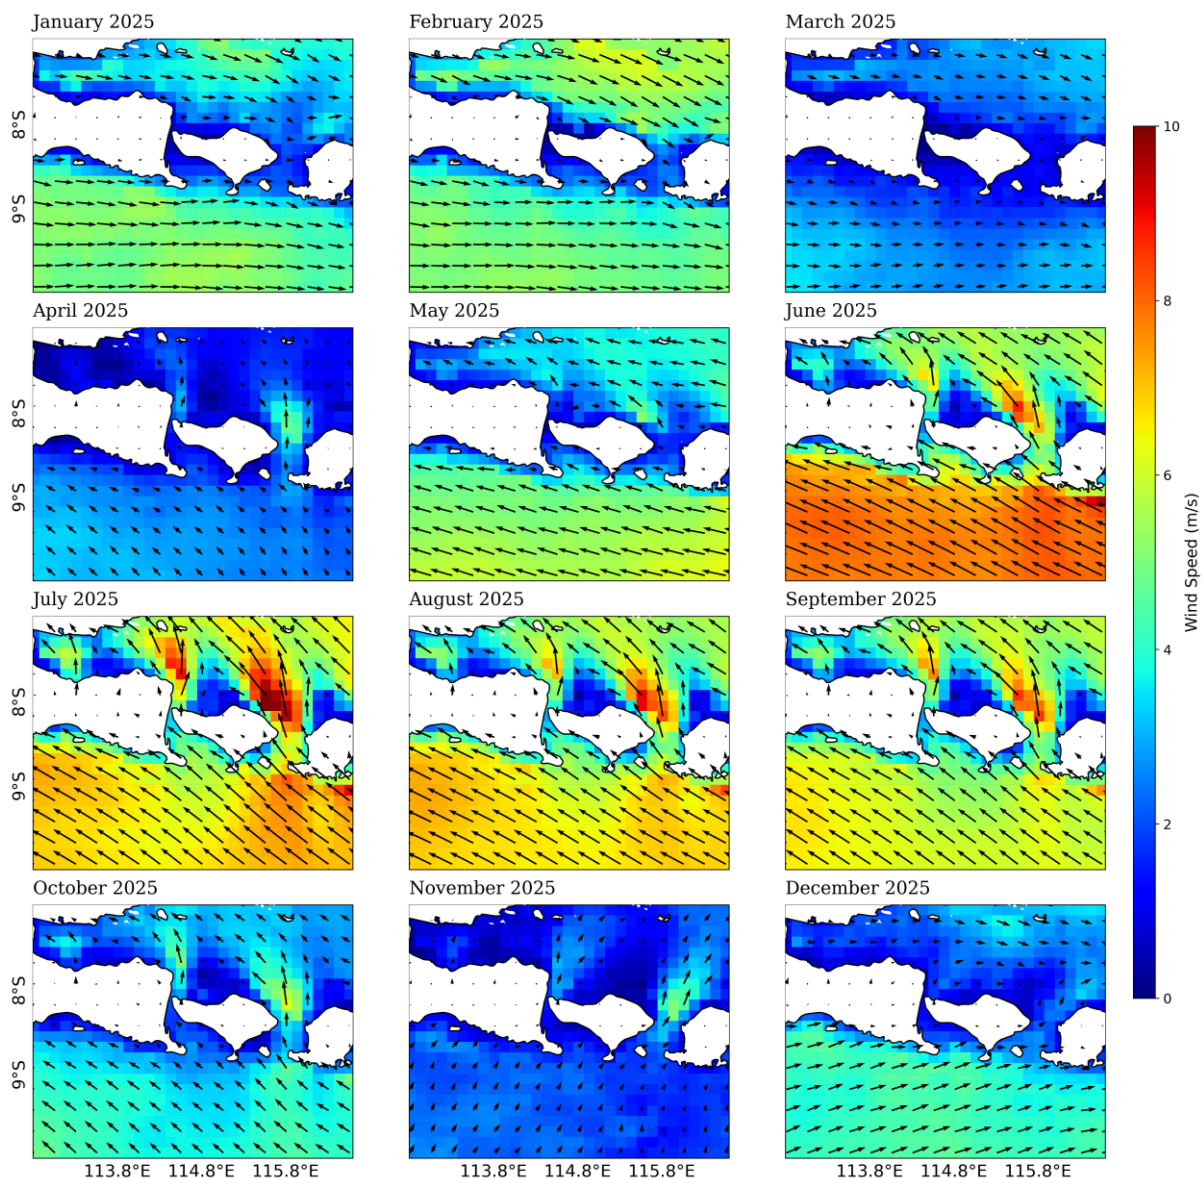 January 2025
February 2025
March 2025
8°S
9°S
April 2025
May 2025
June 2025
8°S
9°S
July 2025
August 2025
September 2025
8°S
9°S
October 2025
November 2025
December 2025
8°S
9°S
113.8°E 114.8°E 115.8°E
113.8°E 114.8°E 115.8°E
113.8°E 114.8°E 115.8°E
10
8
6
4
2
0
Wind Speed (m/s)